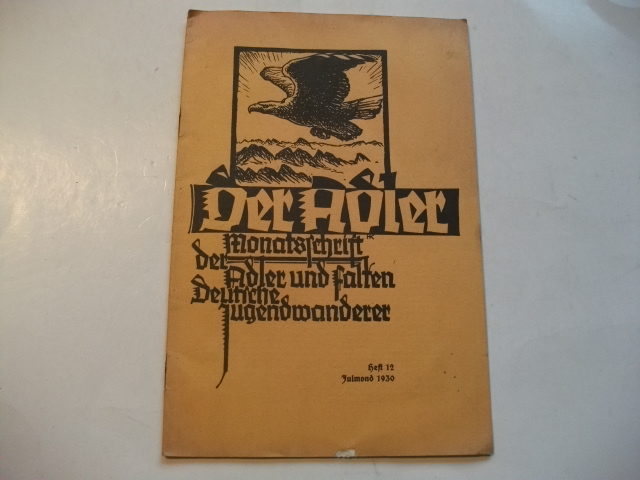 Der Adler
Monatsschrift
der
Adler und Falken
Deutsche
Jugendwanderer
Heft 12
Julmond 1930